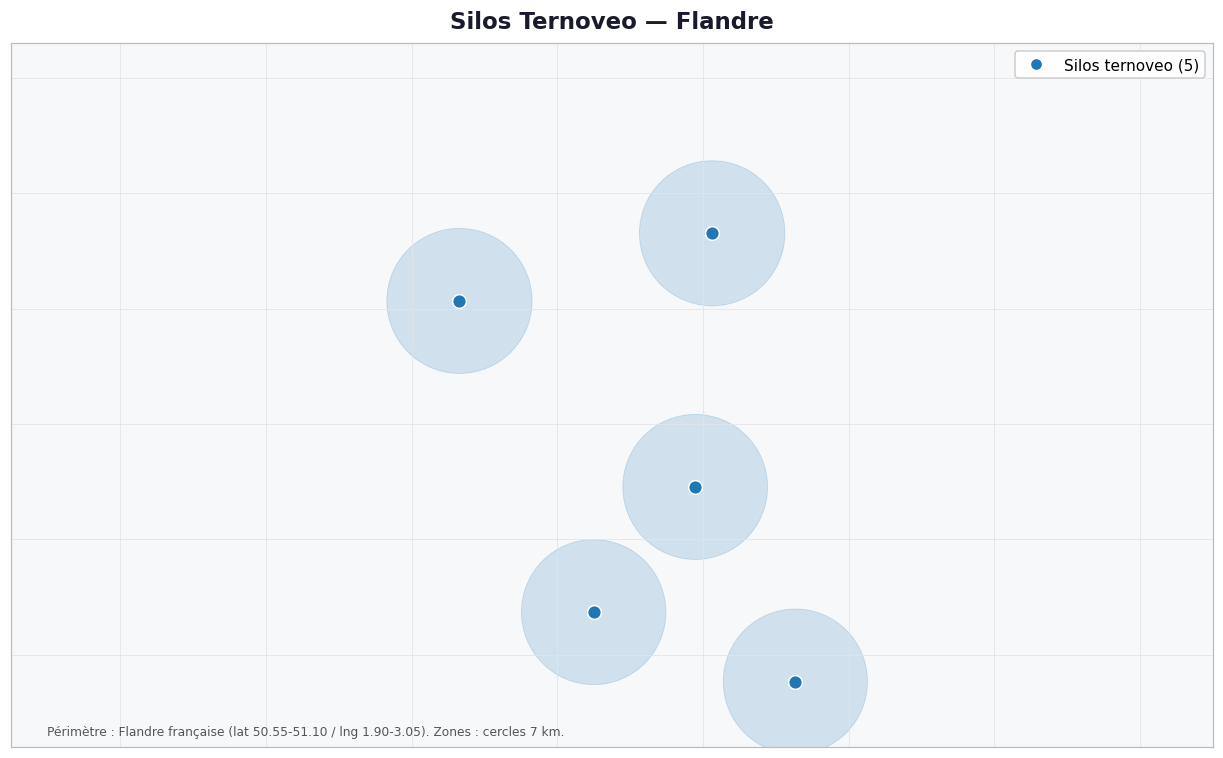 Silos Ternoveo — Flandre
Silos ternoveo (5)
Périmètre : Flandre française (lat 50.55-51.10 / lng 1.90-3.05). Zones : cercles 7 km.